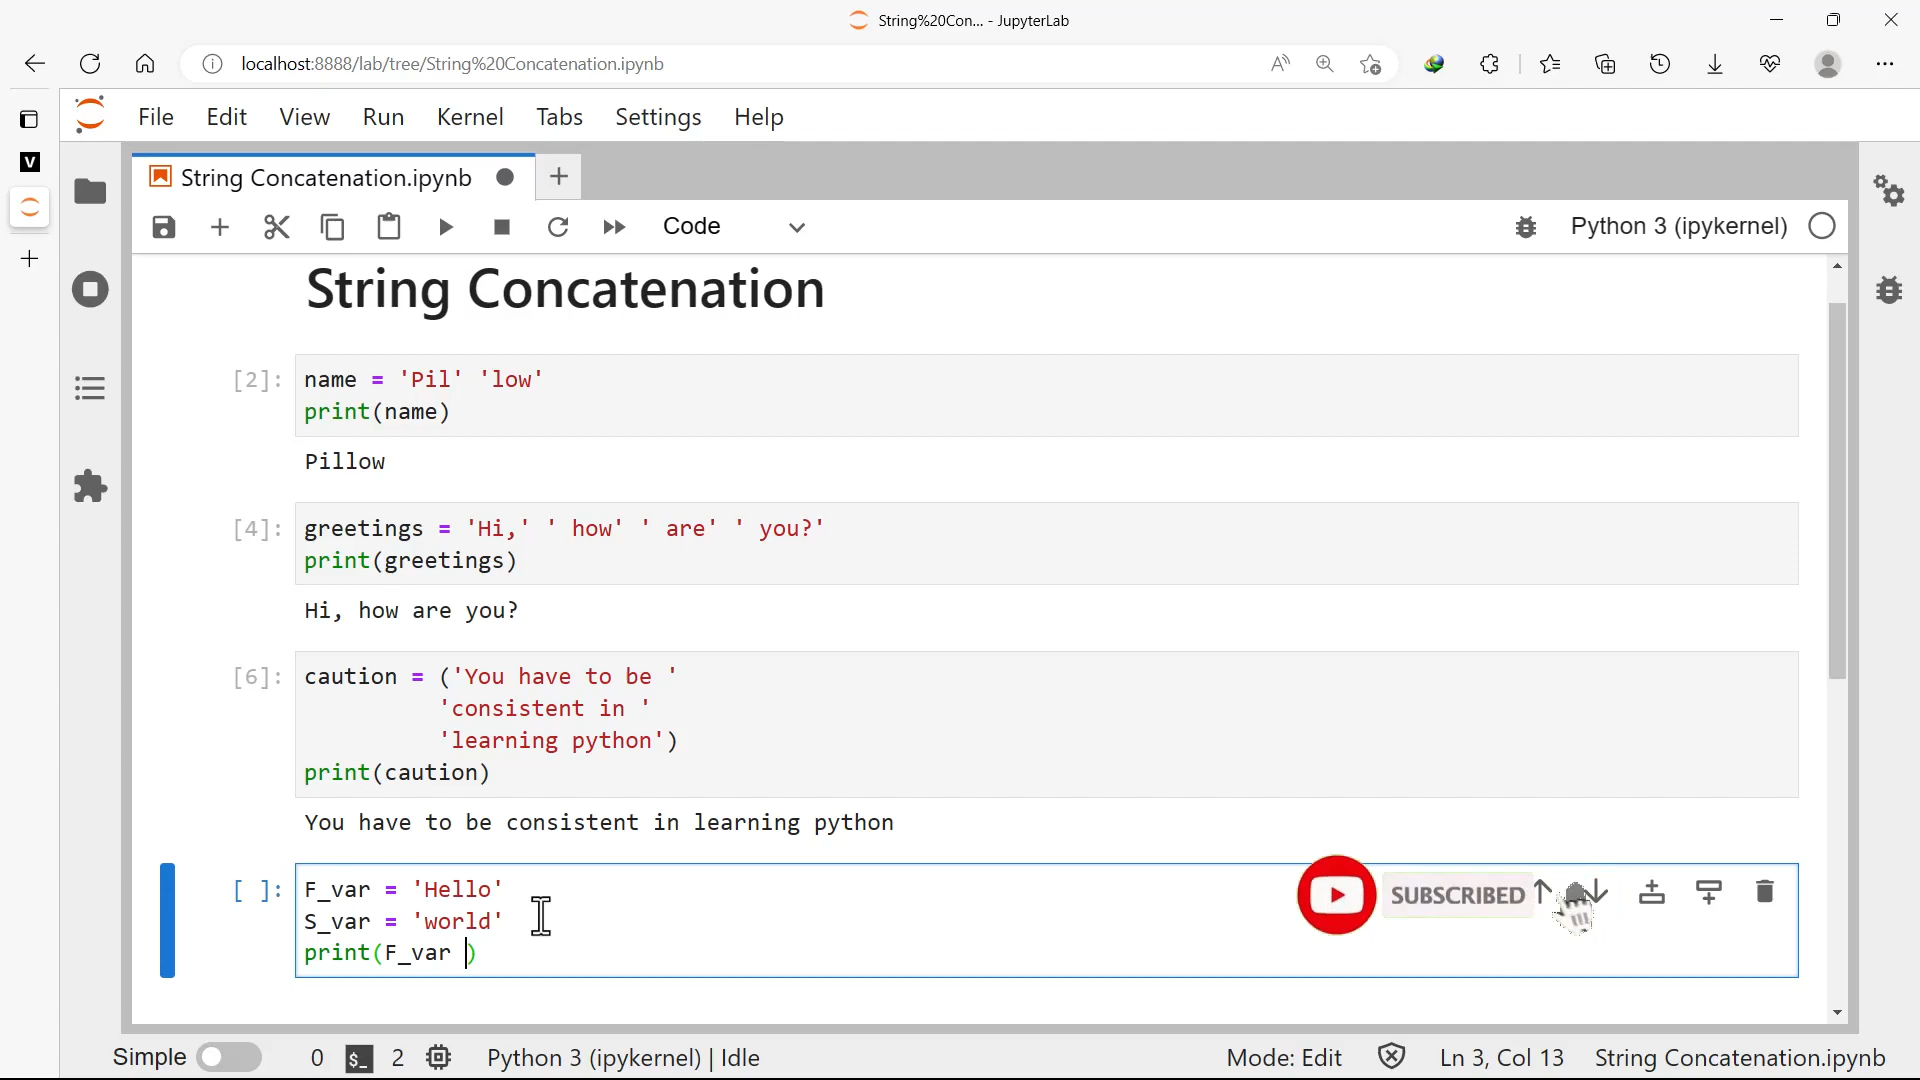 String%20Con... - JupyterLab
localhost:8888/lab/tree/String%20Concatenation.ipynb
A
V
File Edit View Run Kernel Tabs Settings Help
String Concatenation.ipynb
Code
Python 3 (ipykernel)
String Concatenation
[2]: name = 'Pil' 'low'
print(name)
Pillow
[4]: greetings = 'Hi,' ' how' ' are' ' you?'
print(greetings)
Hi, how are you?
[6]: caution = ('You have to be '
'consistent in '
'learning python')
print(caution)
You have to be consistent in learning python
[ ]: F_var = 'Hello'
S_var = 'world'
print(F_var )
SUBSCRIBED
Simple 0 $_ 2 Python 3 (ipykernel) | Idle Mode: Edit Ln 3, Col 13 String Concatenation.ipynb